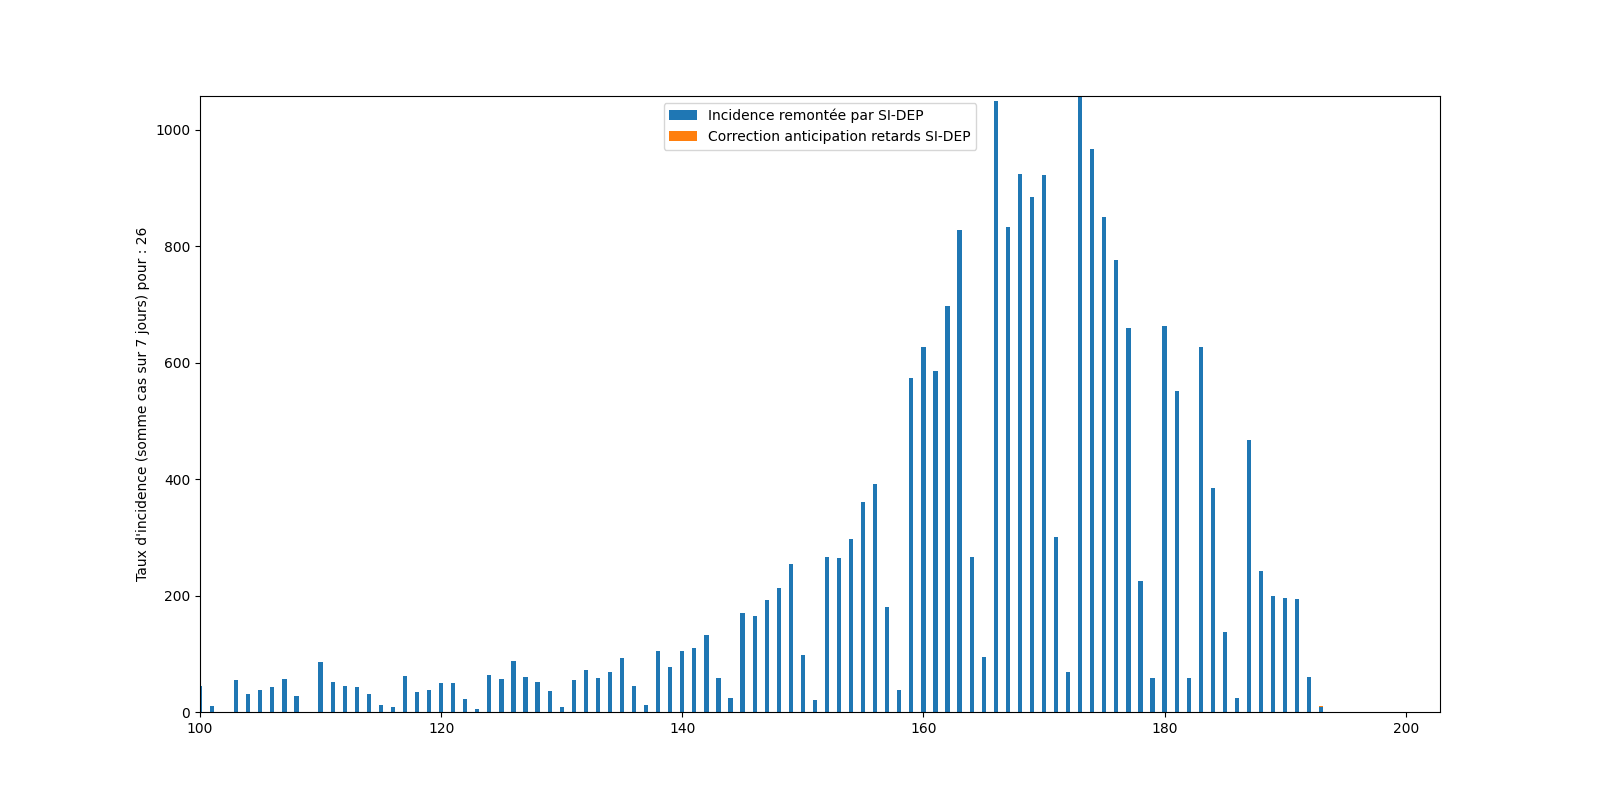 Incidence remontée par SI-DEP
Correction anticipation retards SI-DEP
Taux d'incidence (somme cas sur 7 jours) pour : 26
1000
800
600
400
200
0
100 120 140 160 180 200